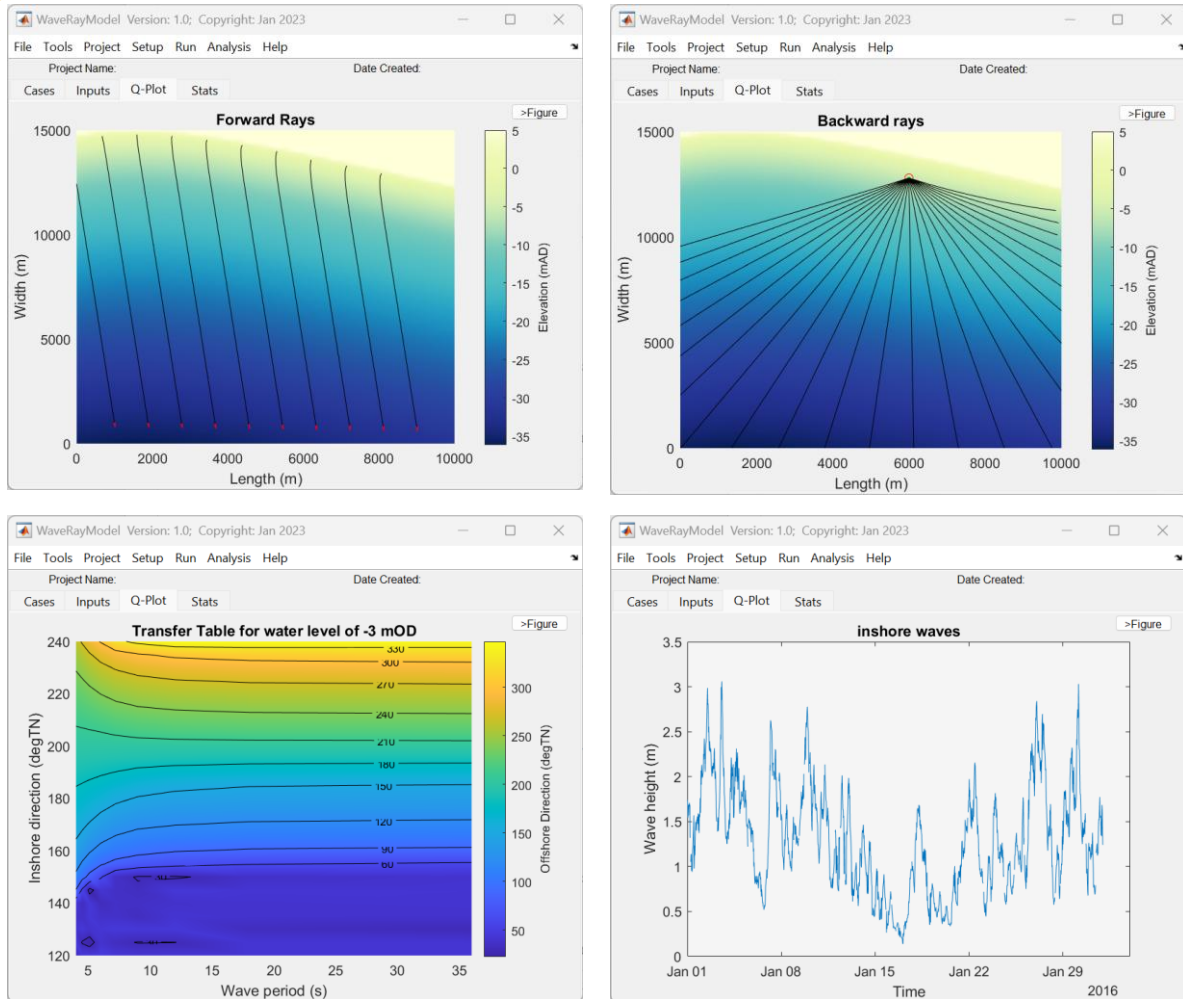 WaveRayModel Version: 1.0; Copyright: Jan 2023
File Tools Project Setup Run Analysis Help
Project Name: Date Created:
Cases Inputs Q-Plot Stats
>Figure
Forward Rays
15000
10000
5000
0
Width (m)
0 2000 4000 6000 8000 10000
Length (m)
5
0
-5
-10
-15
-20
-25
-30
-35
Elevation (mAD)
WaveRayModel Version: 1.0; Copyright: Jan 2023
File Tools Project Setup Run Analysis Help
Project Name: Date Created:
Cases Inputs Q-Plot Stats
>Figure
Backward rays
15000
10000
5000
0
Width (m)
0 2000 4000 6000 8000 10000
Length (m)
5
0
-5
-10
-15
-20
-25
-30
-35
Elevation (mAD)
WaveRayModel Version: 1.0; Copyright: Jan 2023
File Tools Project Setup Run Analysis Help
Project Name: Date Created:
Cases Inputs Q-Plot Stats
>Figure
Transfer Table for water level of -3 mOD
240
220
200
180
160
140
120
Inshore direction (degTN)
330
300
270
240
210
180
150
120
90
60
5 10 15 20 25 30 35
Wave period (s)
300
250
200
150
100
50
Offshore Direction (degTN)
WaveRayModel Version: 1.0; Copyright: Jan 2023
File Tools Project Setup Run Analysis Help
Project Name: Date Created:
Cases Inputs Q-Plot Stats
>Figure
inshore waves
3.5
3
2.5
2
1.5
1
0.5
0
Wave height (m)
Jan 01 Jan 08 Jan 15 Jan 22 Jan 29
Time 2016